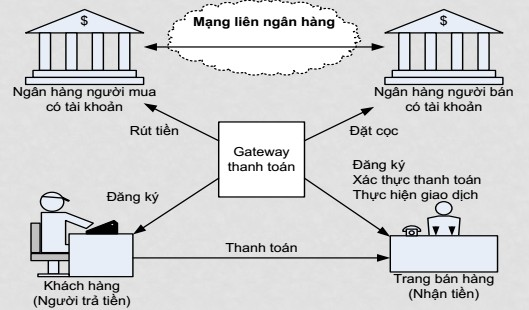 $
Mạng liên ngân hàng
$
Ngân hàng người mua
có tài khoản
Ngân hàng người bán
có tài khoản
Rút tiền
Đặt cọc
Gateway
thanh toán
Đăng ký
Đăng ký
Xác thực thanh toán
Thực hiện giao dịch
Thanh toán
Khách hàng
(Người trả tiền)
Trang bán hàng
(Nhận tiền)